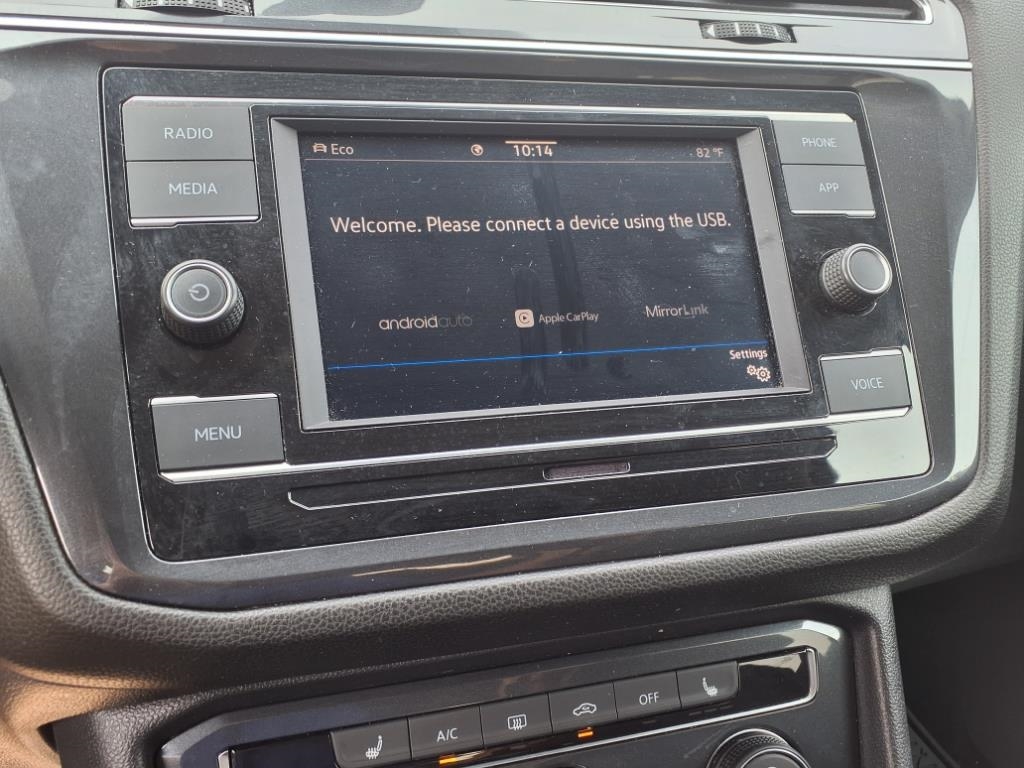 RADIO
MEDIA
MENU
Eco
10:14
82 °F
Welcome. Please connect a device using the USB.
androidauto
Apple CarPlay
MirrorLink
Settings
PHONE
APP
VOICE
A/C
OFF